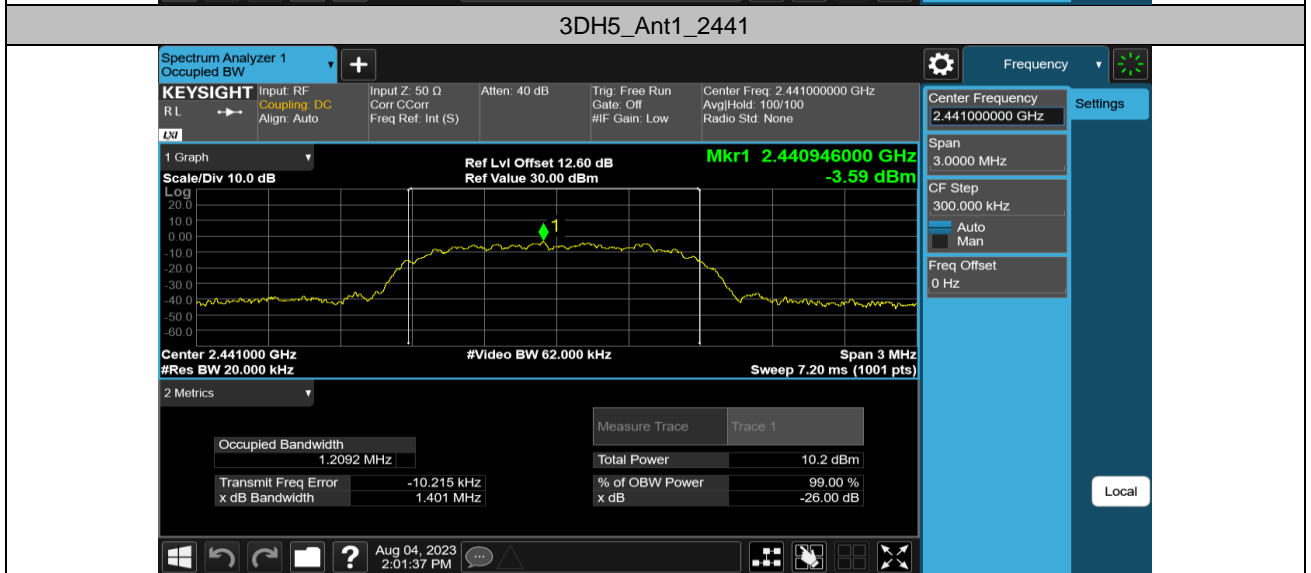 3DH5_Ant1_2441
Spectrum Analyzer 1
Occupied BW
Frequency
KEYSIGHT
R L
LXI
Input: RF
Coupling: DC
Align: Auto
Input Z: 50 Ω
Corr CCorr
Freq Ref: Int (S)
Atten: 40 dB
Trig: Free Run
Gate: Off
#IF Gain: Low
Center Freq: 2.441000000 GHz
Avg|Hold: 100/100
Radio Std: None
Center Frequency
2.441000000 GHz
Settings
Span
3.0000 MHz
CF Step
300.000 kHz
Auto
Man
Freq Offset
0 Hz
1 Graph
Scale/Div 10.0 dB
Ref Lvl Offset 12.60 dB
Ref Value 30.00 dBm
Mkr1 2.440946000 GHz
-3.59 dBm
Log
20.0
10.0
0.00
-10.0
-20.0
-30.0
-40.0
-50.0
-60.0
1
Center 2.441000 GHz
#Res BW 20.000 kHz
#Video BW 62.000 kHz
Span 3 MHz
Sweep 7.20 ms (1001 pts)
2 Metrics
Measure Trace Trace 1
Occupied Bandwidth
1.2092 MHz
Total Power 10.2 dBm
Transmit Freq Error -10.215 kHz
% of OBW Power 99.00 %
x dB Bandwidth 1.401 MHz
x dB -26.00 dB
Local
?
Aug 04, 2023
2:01:37 PM